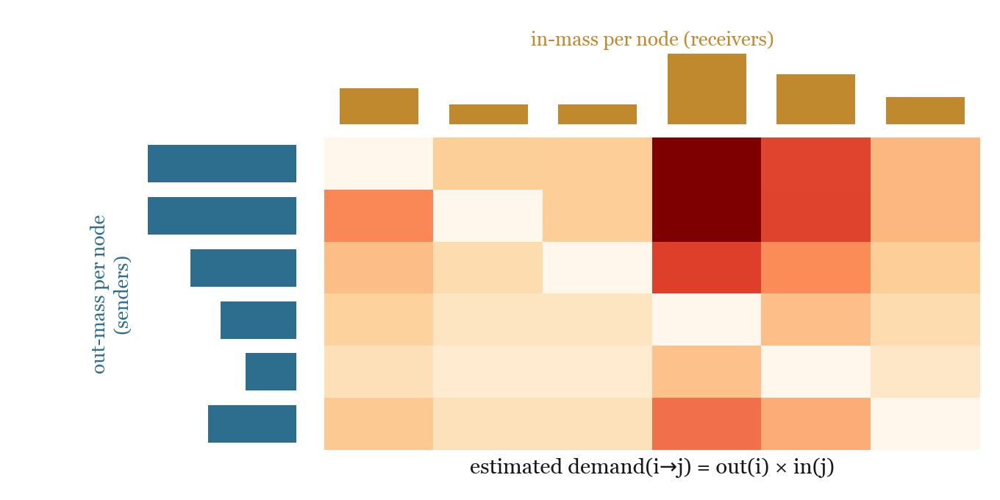 in-mass per node (receivers)
out-mass per node
(senders)
estimated demand(i→j) = out(i) × in(j)